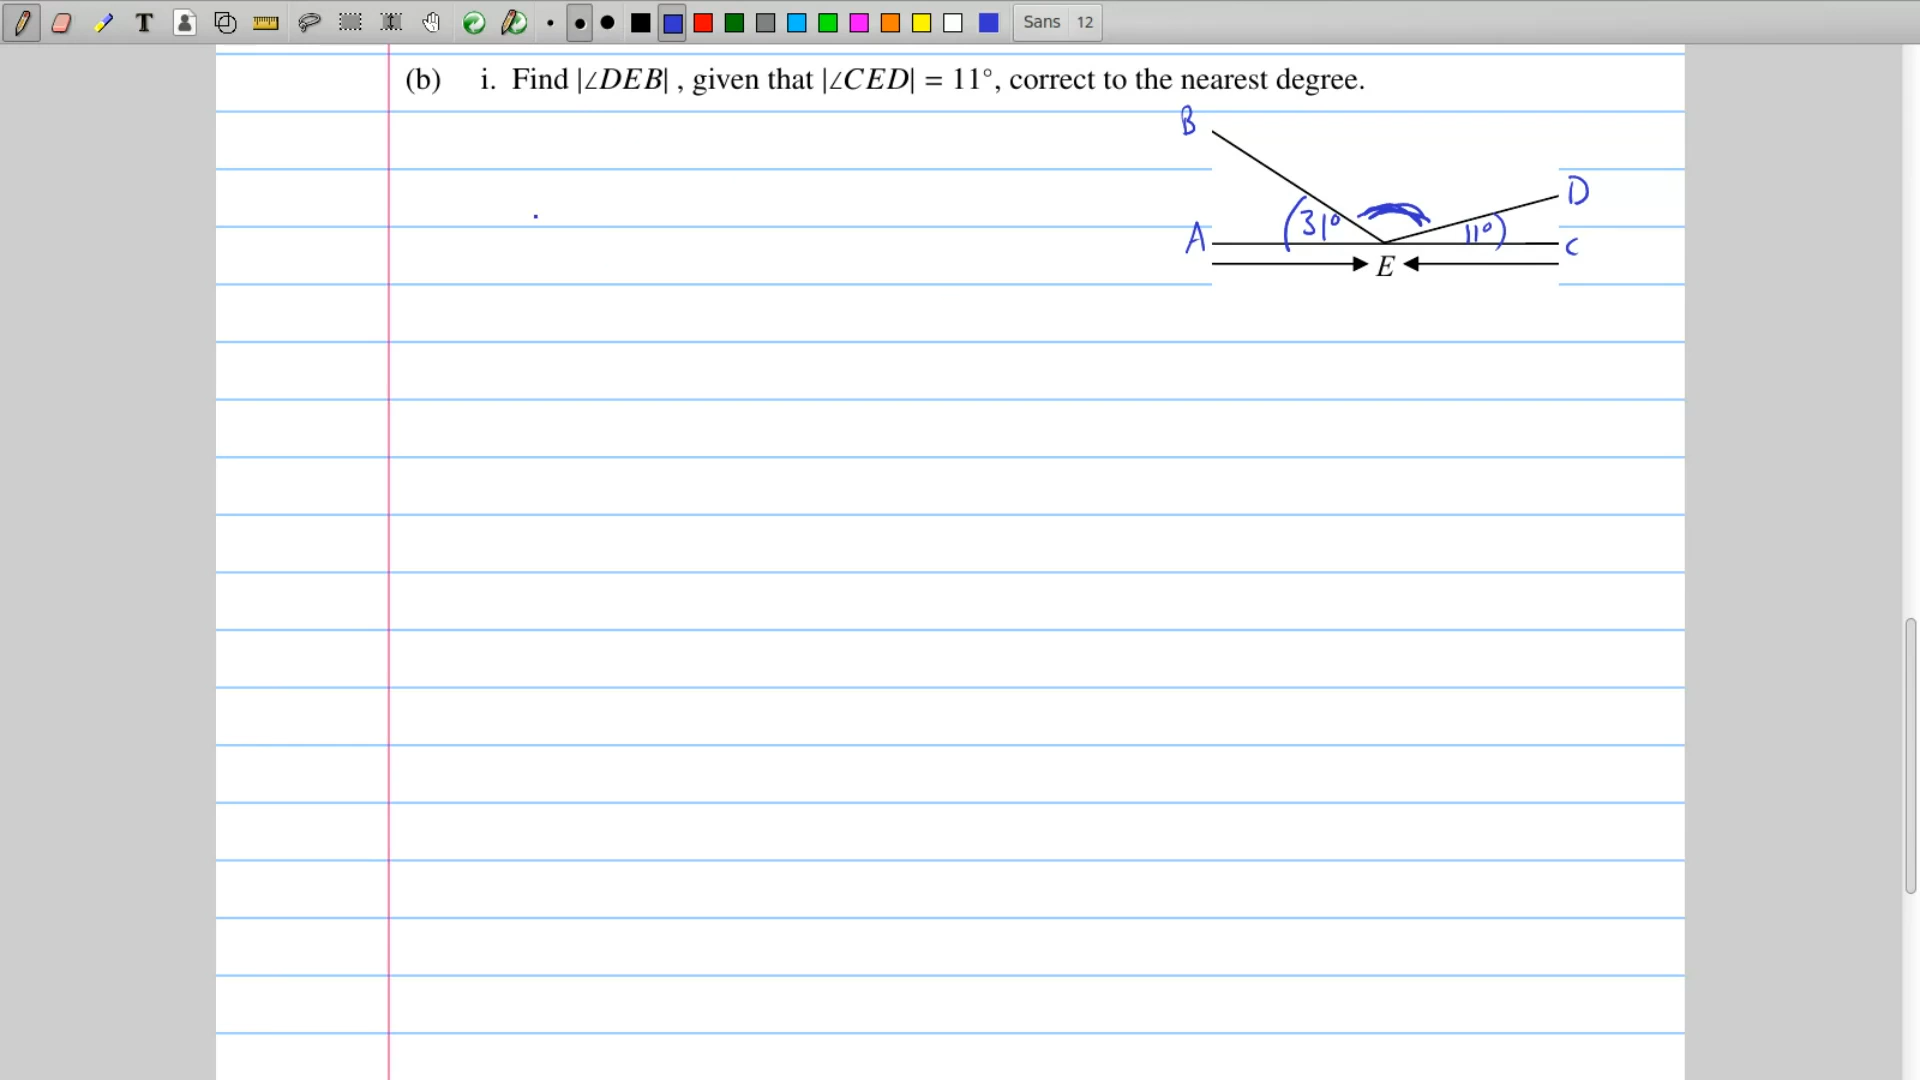 T Sans 12
(b) i. Find |∠DEB| , given that |∠CED| = 11°, correct to the nearest degree.
B
D
31°
11°
A
C
E